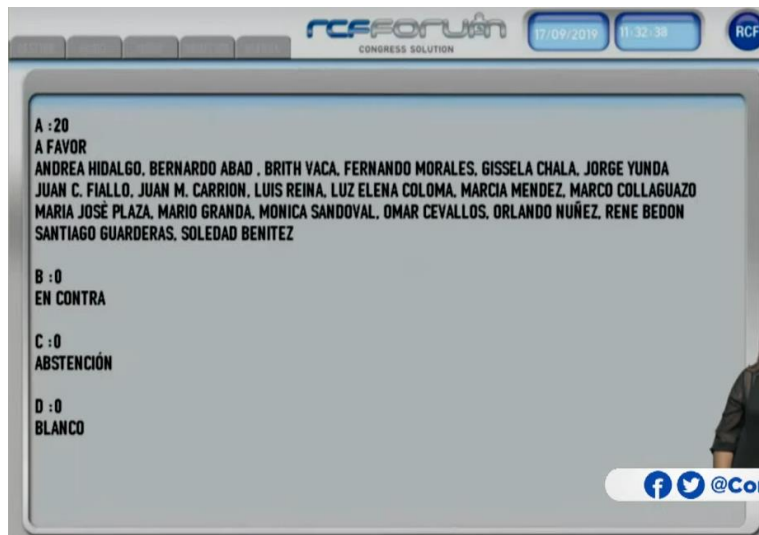 RCF FORUM
CONGRESS SOLUTION
17/09/2019
11:32:38
RCF
A :20
A FAVOR
ANDREA HIDALGO, BERNARDO ABAD , BRITH VACA, FERNANDO MORALES, GISSELA CHALA, JORGE YUNDA
JUAN C. FIALLO, JUAN M. CARRION, LUIS REINA, LUZ ELENA COLOMA, MARCIA MENDEZ, MARCO COLLAGUAZO
MARIA JOSÈ PLAZA, MARIO GRANDA, MONICA SANDOVAL, OMAR CEVALLOS, ORLANDO NUÑEZ, RENE BEDON
SANTIAGO GUARDERAS, SOLEDAD BENITEZ
B :0
EN CONTRA
C :0
ABSTENCIÓN
D :0
BLANCO
@Co